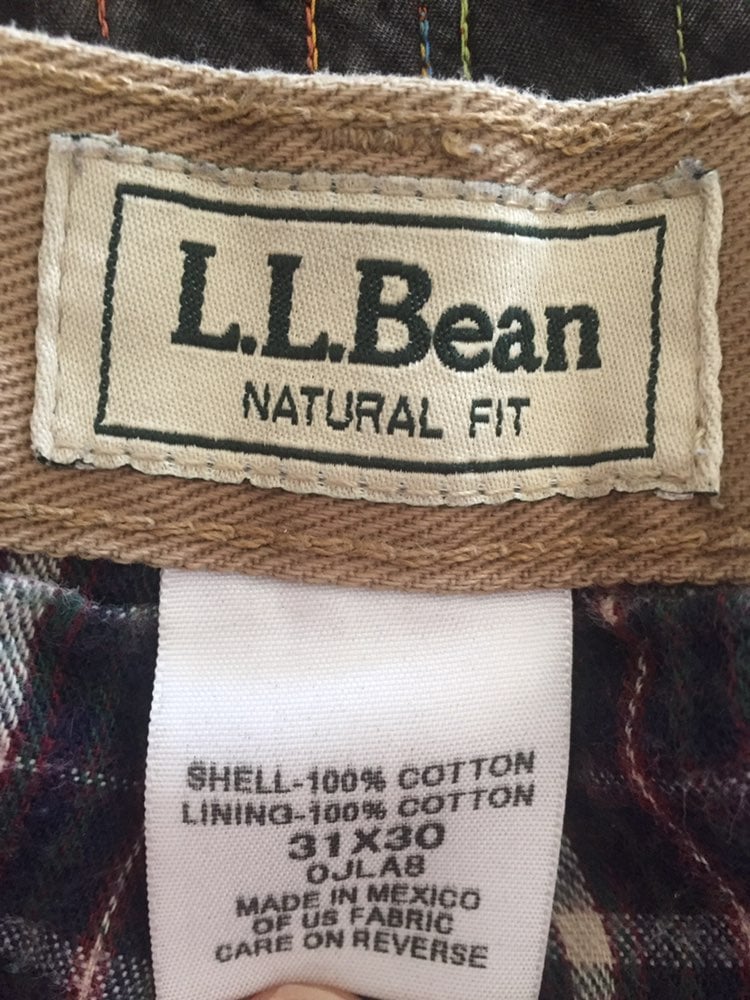 L.L.Bean
NATURAL FIT
SHELL-100% COTTON
LINING-100% COTTON
31X30
OJLA8
MADE IN MEXICO
OF US FABRIC
CARE ON REVERSE